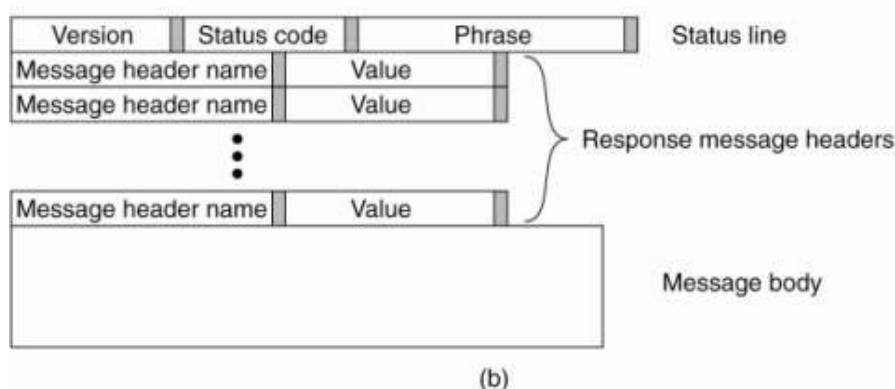 Version Status code Phrase Status line
Message header name Value
Message header name Value
Response message headers
Message header name Value
Message body
(b)